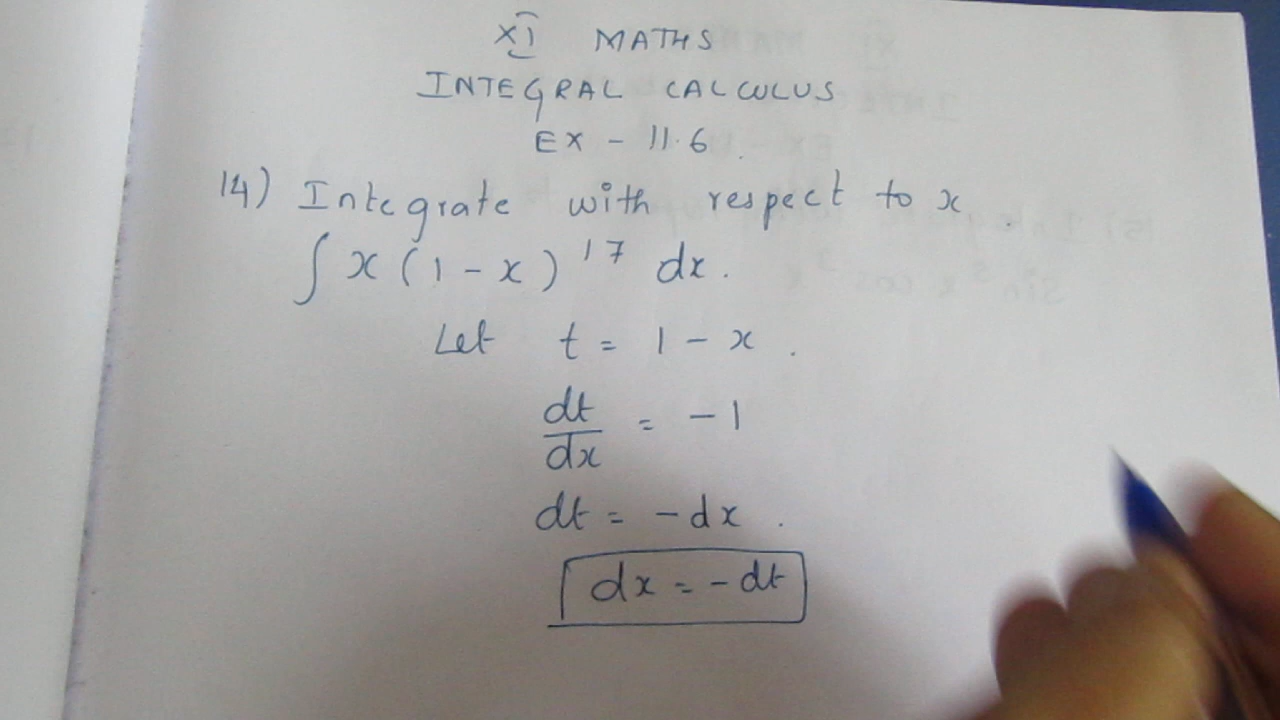 XI MATHS
INTEGRAL CALCULUS
EX - 11.6
14) Integrate with respect to x
∫ x (1 - x)¹⁷ dx.
Let t = 1 - x.
dt/dx = -1
dt = -dx.
dx = -dt